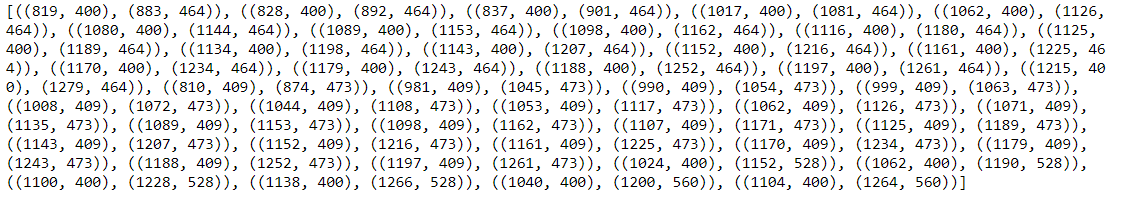 [((819, 400), (883, 464)), ((828, 400), (892, 464)), ((837, 400), (901, 464)), ((1017, 400), (1081, 464)), ((1062, 400), (1126,
464)), ((1080, 400), (1144, 464)), ((1089, 400), (1153, 464)), ((1098, 400), (1162, 464)), ((1116, 400), (1180, 464)), ((1125,
400), (1189, 464)), ((1134, 400), (1198, 464)), ((1143, 400), (1207, 464)), ((1152, 400), (1216, 464)), ((1161, 400), (1225, 46
4)), ((1170, 400), (1234, 464)), ((1179, 400), (1243, 464)), ((1188, 400), (1252, 464)), ((1197, 400), (1261, 464)), ((1215, 40
0), (1279, 464)), ((810, 409), (874, 473)), ((981, 409), (1045, 473)), ((990, 409), (1054, 473)), ((999, 409), (1063, 473)),
((1008, 409), (1072, 473)), ((1044, 409), (1108, 473)), ((1053, 409), (1117, 473)), ((1062, 409), (1126, 473)), ((1071, 409),
(1135, 473)), ((1089, 409), (1153, 473)), ((1098, 409), (1162, 473)), ((1107, 409), (1171, 473)), ((1125, 409), (1189, 473)),
((1143, 409), (1207, 473)), ((1152, 409), (1216, 473)), ((1161, 409), (1225, 473)), ((1170, 409), (1234, 473)), ((1179, 409),
(1243, 473)), ((1188, 409), (1252, 473)), ((1197, 409), (1261, 473)), ((1024, 400), (1152, 528)), ((1062, 400), (1190, 528)),
((1100, 400), (1228, 528)), ((1138, 400), (1266, 528)), ((1040, 400), (1200, 560)), ((1104, 400), (1264, 560))]